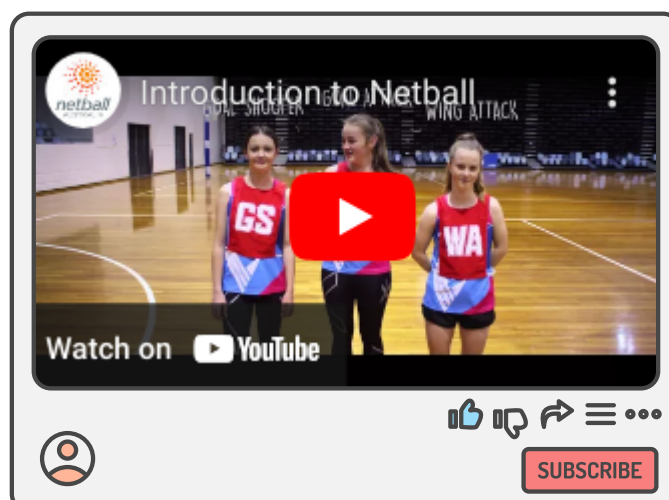 netball
Introduction to Netball
GOAL SHOOTER
WING ATTACK
GS
WA
Watch on YouTube
SUBSCRIBE